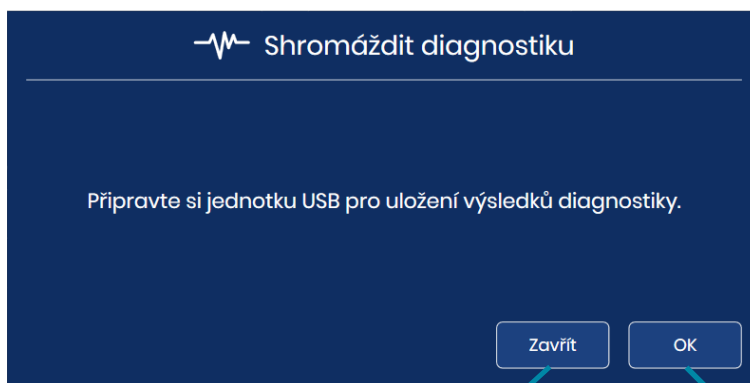 Shromáždit diagnostiku
Připravte si jednotku USB pro uložení výsledků diagnostiky.
Zavřít
OK